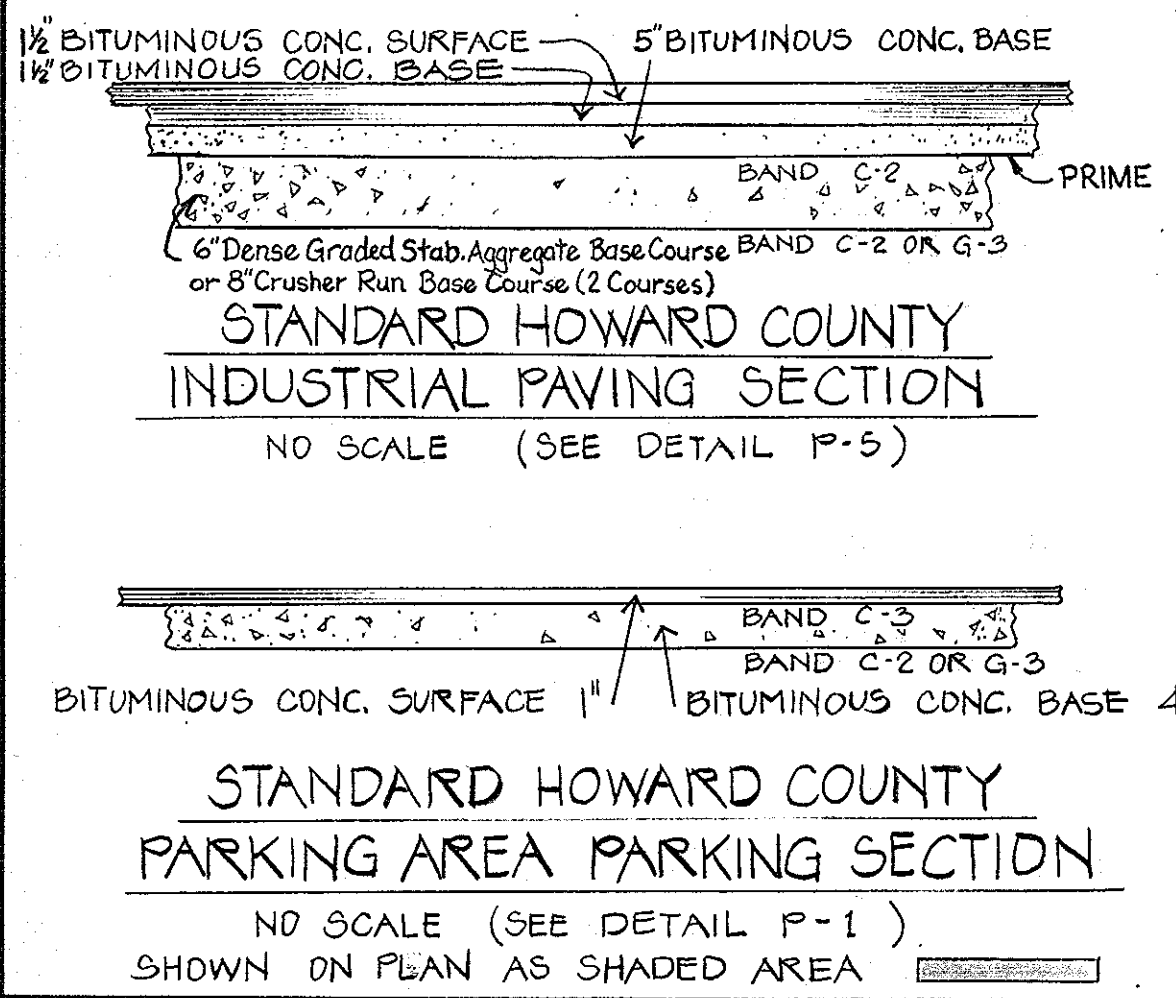 1½" BITUMINOUS CONC. SURFACE
5" BITUMINOUS CONC. BASE
1½" BITUMINOUS CONC. BASE
BAND C-2
PRIME
6" Dense Graded Stab. Aggregate Base Course
BAND C-2 OR G-3
or 8" Crusher Run Base Course (2 Courses)
STANDARD HOWARD COUNTY
INDUSTRIAL PAVING SECTION
NO SCALE (SEE DETAIL P-5)
BAND C-3
BAND C-2 OR G-3
BITUMINOUS CONC. SURFACE 1"
BITUMINOUS CONC. BASE
STANDARD HOWARD COUNTY
PARKING AREA PARKING SECTION
NO SCALE (SEE DETAIL P-1)
SHOWN ON PLAN AS SHADED AREA